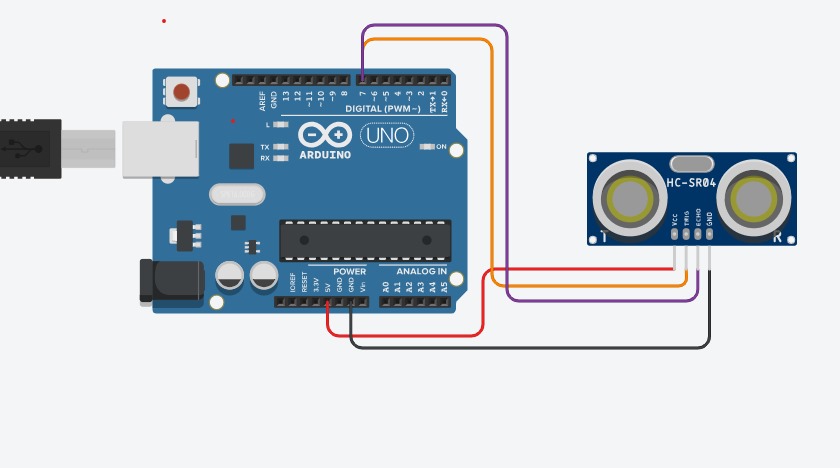 AREF
GND
13
12
~11
~10
~9
8
7
~6
~5
4
~3
2
TX→1
RX←0
DIGITAL (PWM~)
L
TX
RX
UNO
ON
ARDUINO
HC-SR04
VCC
TRIG
ECHO
GND
T
R
POWER
ANALOG IN
IOREF
RESET
3.3V
5V
GND
GND
Vin
A0
A1
A2
A3
A4
A5